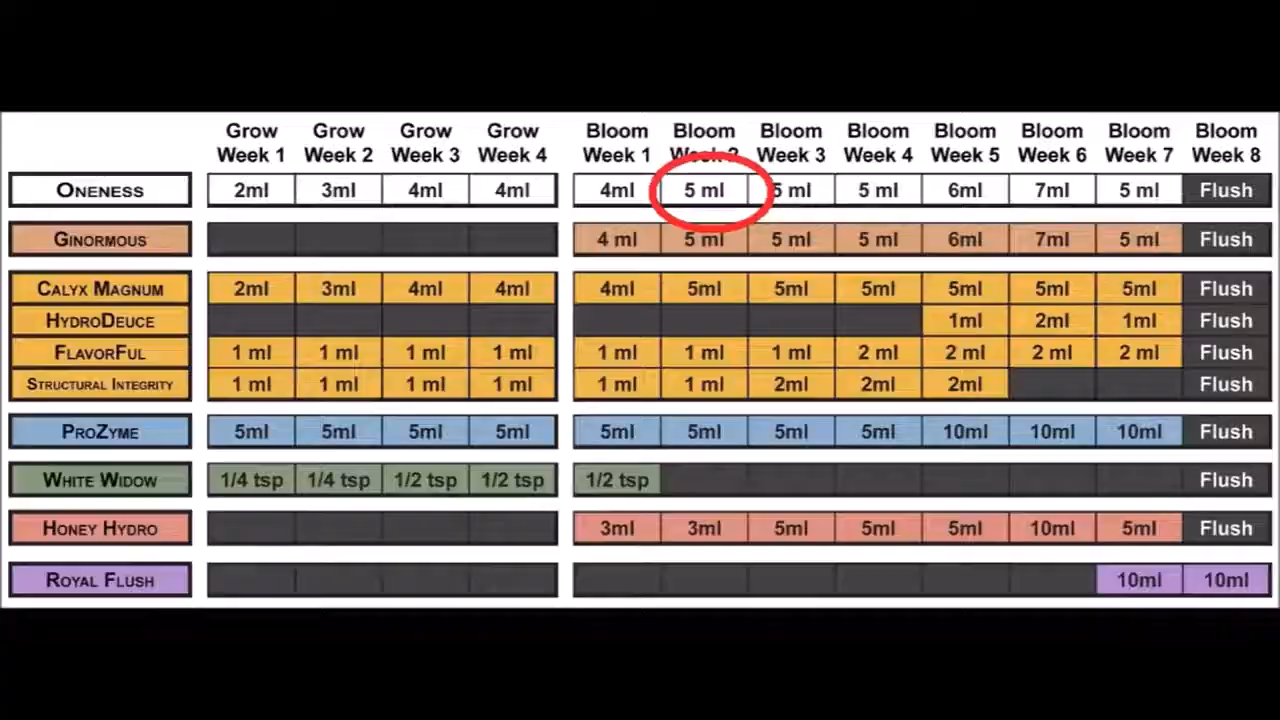 Grow Week 1 Grow Week 2 Grow Week 3 Grow Week 4 Bloom Week 1 Bloom Week 2 Bloom Week 3 Bloom Week 4 Bloom Week 5 Bloom Week 6 Bloom Week 7 Bloom Week 8
ONENESS 2ml 3ml 4ml 4ml 4ml 5 ml 5 ml 5 ml 6ml 7ml 5 ml Flush
GINORMOUS 4 ml 5 ml 5 ml 5 ml 6ml 7ml 5 ml Flush
CALYX MAGNUM 2ml 3ml 4ml 4ml 4ml 5ml 5ml 5ml 5ml 5ml 5ml Flush
HYDRODEUCE 1ml 2ml 1ml Flush
FLAVORFUL 1 ml 1 ml 1 ml 1 ml 1 ml 1 ml 1 ml 2 ml 2 ml 2 ml 2 ml Flush
STRUCTURAL INTEGRITY 1 ml 1 ml 1 ml 1 ml 1 ml 1 ml 2ml 2ml 2ml Flush
PROZYME 5ml 5ml 5ml 5ml 5ml 5ml 5ml 5ml 10ml 10ml 10ml Flush
WHITE WIDOW 1/4 tsp 1/4 tsp 1/2 tsp 1/2 tsp 1/2 tsp Flush
HONEY HYDRO 3ml 3ml 5ml 5ml 5ml 10ml 5ml Flush
ROYAL FLUSH 10ml 10ml